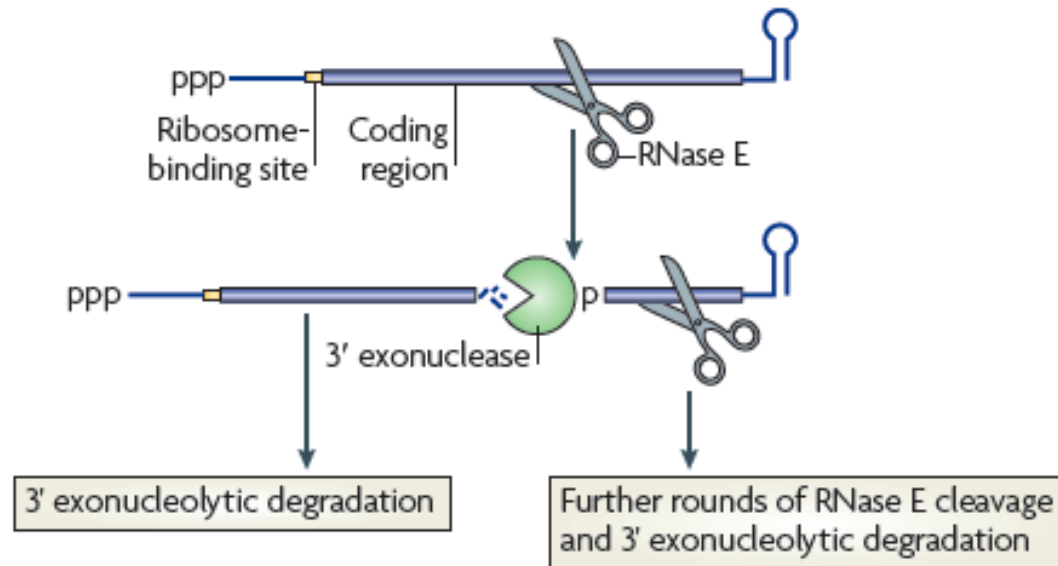 ppp
Ribosome-
binding site
Coding
region
RNase E
ppp
p
3' exonuclease
3' exonucleolytic degradation
Further rounds of RNase E cleavage
and 3' exonucleolytic degradation